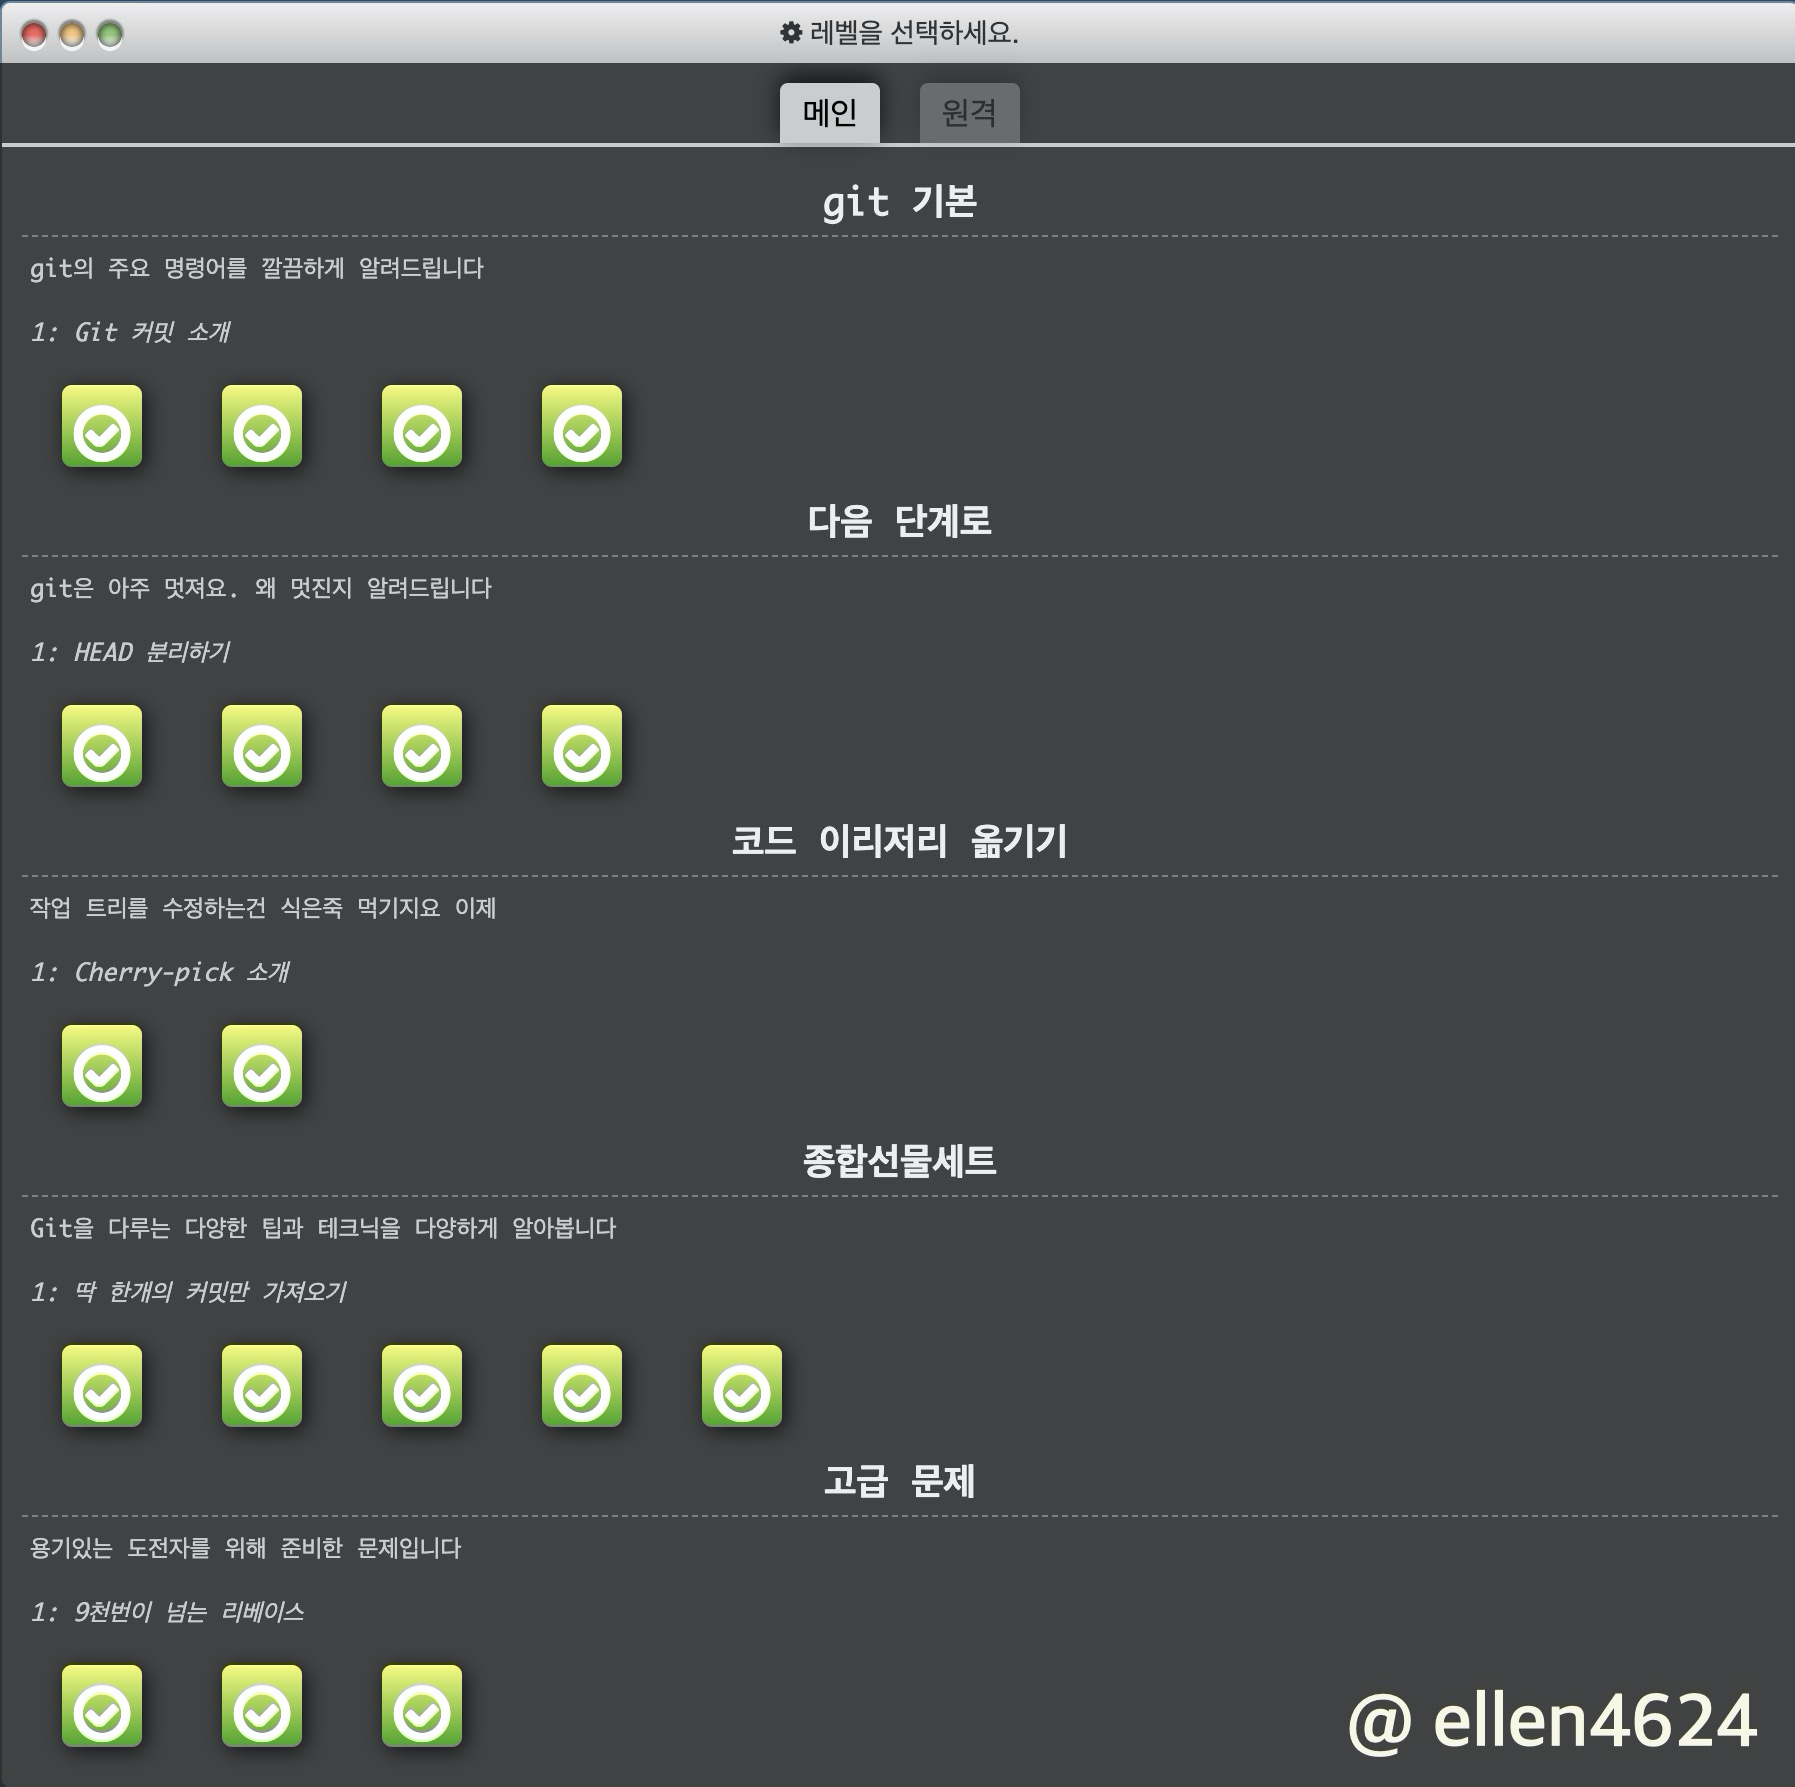 레벨을 선택하세요.
메인 원격
git 기본
git의 주요 명령어를 깔끔하게 알려드립니다
1: Git 커밋 소개
다음 단계로
git은 아주 멋져요. 왜 멋진지 알려드립니다
1: HEAD 분리하기
코드 이리저리 옮기기
작업 트리를 수정하는건 식은죽 먹기지요 이제
1: Cherry-pick 소개
종합선물세트
Git을 다루는 다양한 팁과 테크닉을 다양하게 알아봅니다
1: 딱 한개의 커밋만 가져오기
고급 문제
용기있는 도전자를 위해 준비한 문제입니다
1: 9천번이 넘는 리베이스
@ ellen4624